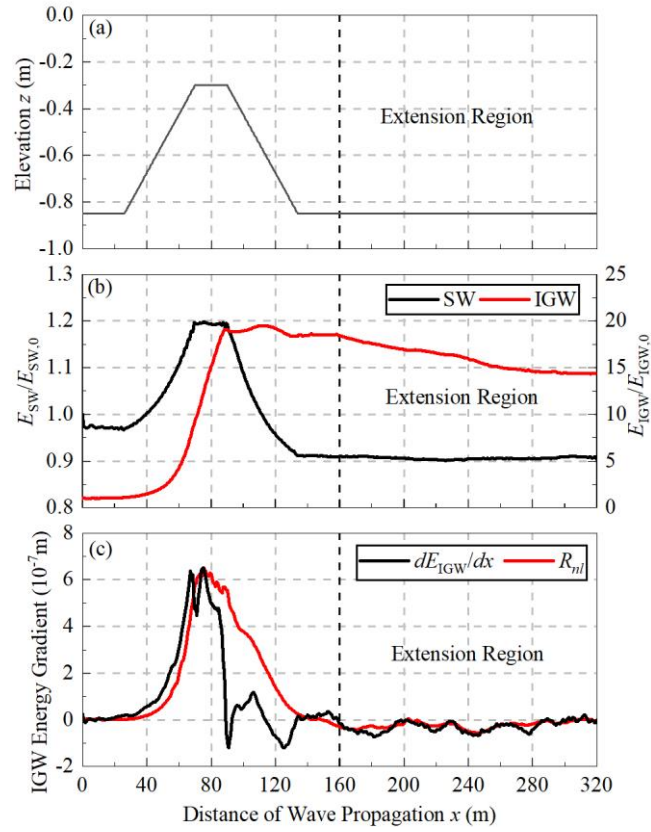 (a)
0.0
-0.2
-0.4
-0.6
-0.8
-1.0
Elevation z (m)
Extension Region
(b)
1.3
1.2
1.1
1.0
0.9
0.8
E_SW/E_SW,0
SW IGW
25
20
15
10
5
0
E_IGW/E_IGW,0
Extension Region
(c)
8
6
4
2
0
-2
IGW Energy Gradient (10⁻⁷m)
dE_IGW/dx R_nl
Extension Region
0 40 80 120 160 200 240 280 320
Distance of Wave Propagation x (m)